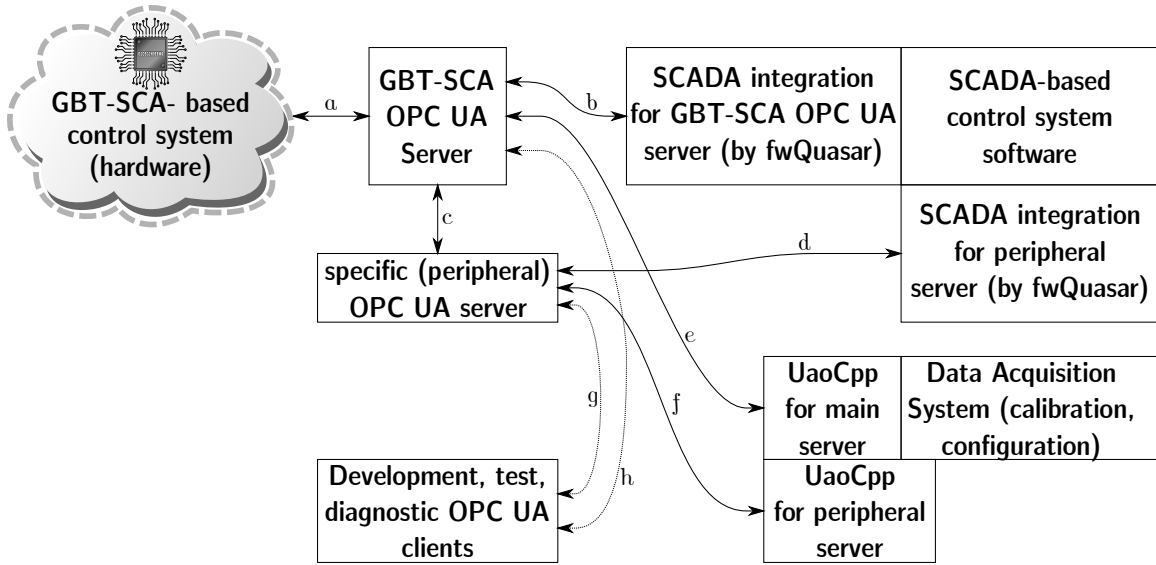 GBT-SCA- based
control system
(hardware)
a
GBT-SCA
OPC UA
Server
b
SCADA integration
for GBT-SCA OPC UA
server (by fwQuasar)
SCADA-based
control system
software
c
d
SCADA integration
for peripheral
server (by fwQuasar)
specific (peripheral)
OPC UA server
e
f
g
h
UaoCpp
for main
server
Data Acquisition
System (calibration,
configuration)
UaoCpp
for peripheral
server
Development, test,
diagnostic OPC UA
clients